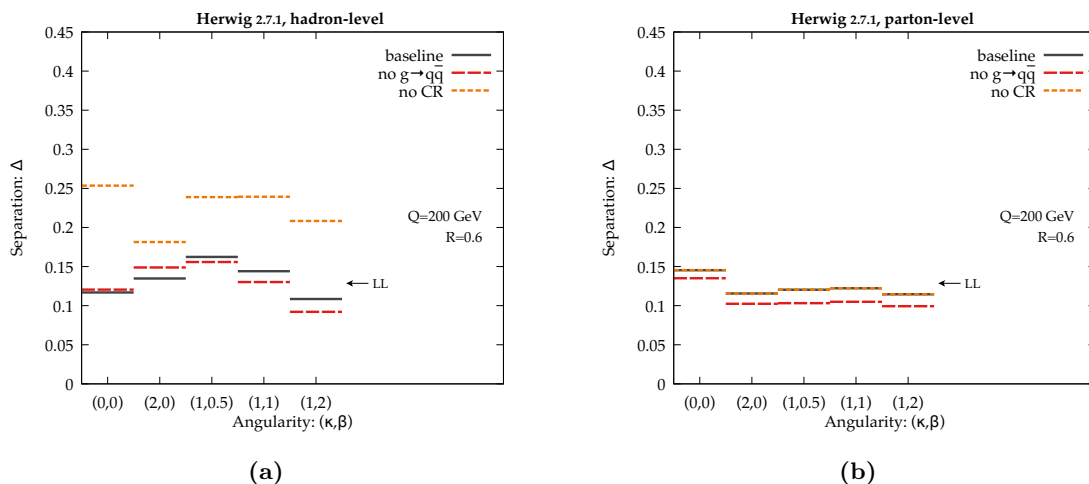 Herwig 2.7.1, hadron-level
0.45
0.4
0.35
0.3
0.25
0.2
0.15
0.1
0.05
0
Separation: Δ
baseline
no g→qq̅
no CR
Q=200 GeV
R=0.6
LL
(0,0) (2,0) (1,0.5) (1,1) (1,2)
Angularity: (κ,β)
(a)
Herwig 2.7.1, parton-level
0.45
0.4
0.35
0.3
0.25
0.2
0.15
0.1
0.05
0
Separation: Δ
baseline
no g→qq̅
no CR
Q=200 GeV
R=0.6
LL
(0,0) (2,0) (1,0.5) (1,1) (1,2)
Angularity: (κ,β)
(b)